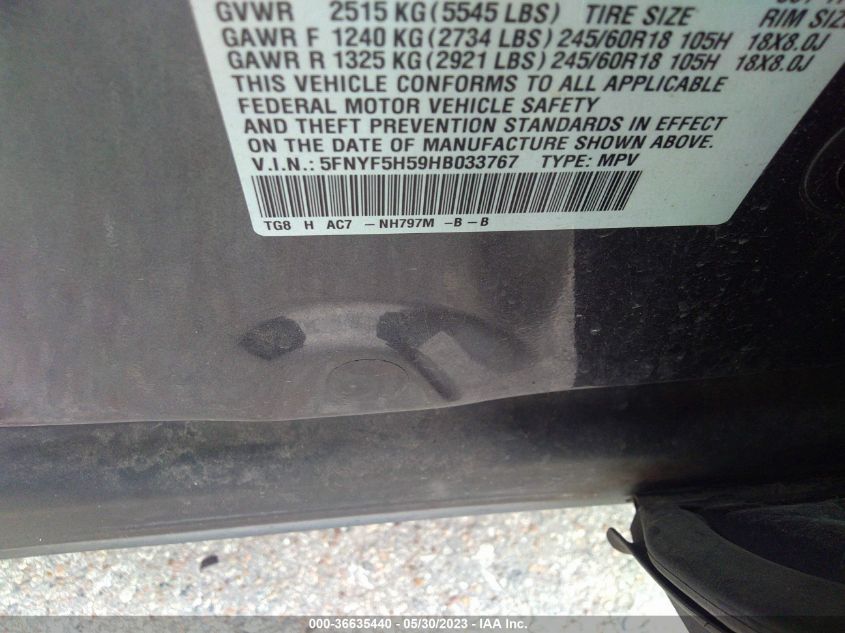 GVWR 2515 KG (5545 LBS) TIRE SIZE RIM SIZE
GAWR F 1240 KG (2734 LBS) 245/60R18 105H 18X8.0J
GAWR R 1325 KG (2921 LBS) 245/60R18 105H 18X8.0J
THIS VEHICLE CONFORMS TO ALL APPLICABLE
FEDERAL MOTOR VEHICLE SAFETY
AND THEFT PREVENTION STANDARDS IN EFFECT
ON THE DATE OF MANUFACTURE SHOWN ABOVE.
V.I.N.: 5FNYF5H59HB033767 TYPE: MPV
TG8 H AC7 - NH797M - B - B
000-36635440 - 05/30/2023 - IAA Inc.